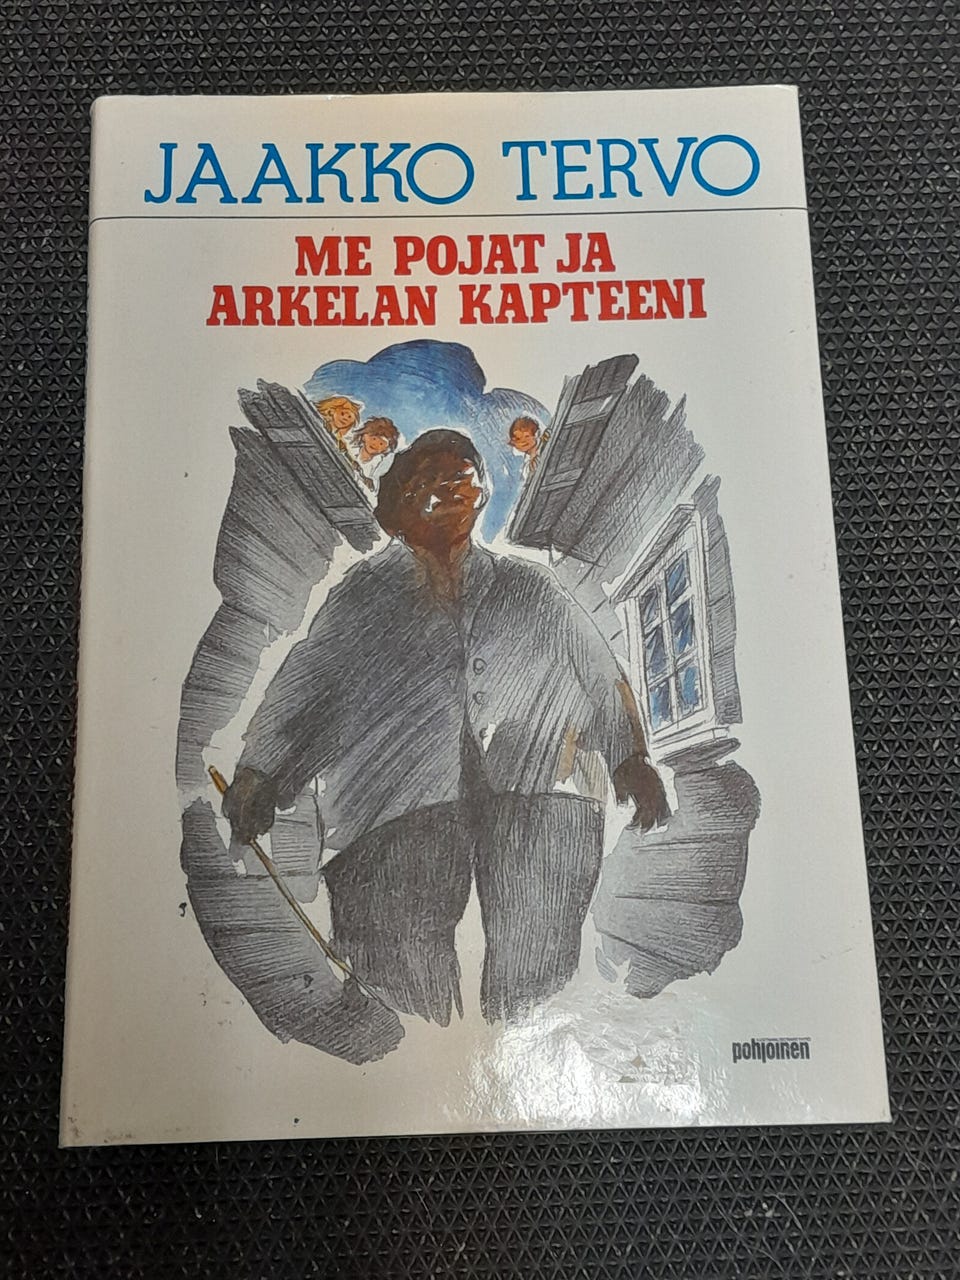 JAAKKO TERVO
ME POJAT JA
ARKELAN KAPTEENI
pohjoinen